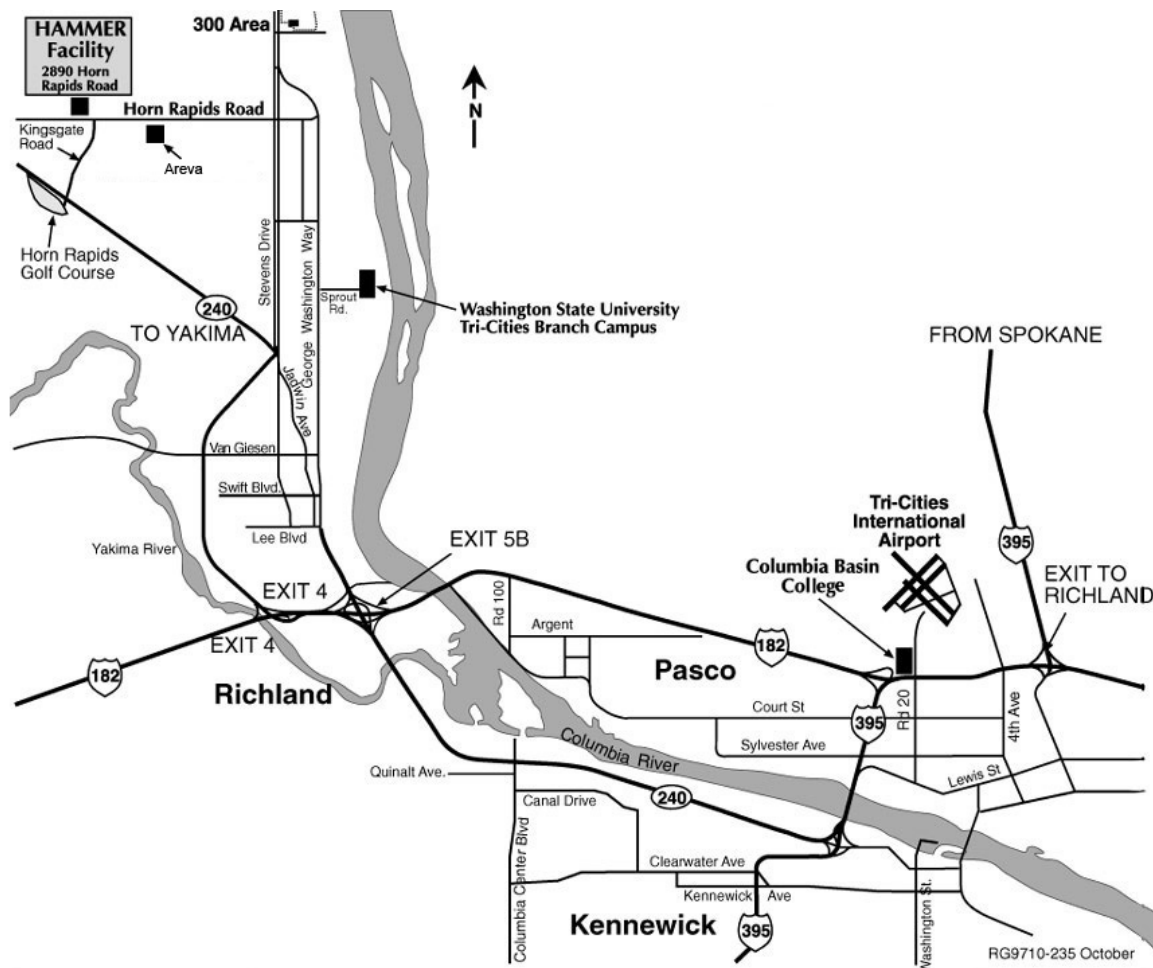 HAMMER
Facility
2890 Horn
Rapids Road
300 Area
N
Horn Rapids Road
Kingsgate
Road
Areva
Horn Rapids
Golf Course
Stevens Drive
George Washington Way
Sprout
Rd.
Washington State University
Tri-Cities Branch Campus
240
TO YAKIMA
FROM SPOKANE
Jadwin Ave
Van Giesen
Swift Blvd.
Lee Blvd
Yakima River
EXIT 5B
EXIT 4
EXIT 4
182
Richland
Tri-Cities
International
Airport
395
Columbia Basin
College
EXIT TO
RICHLAND
Rd 100
Argent
182
Pasco
Court St
395
Rd 20
4th Ave
Sylvester Ave
Columbia River
Lewis St
Quinalt Ave.
240
Canal Drive
Columbia Center Blvd
Clearwater Ave
Kennewick Ave
Kennewick
395
Washington St.
RG9710-235 October